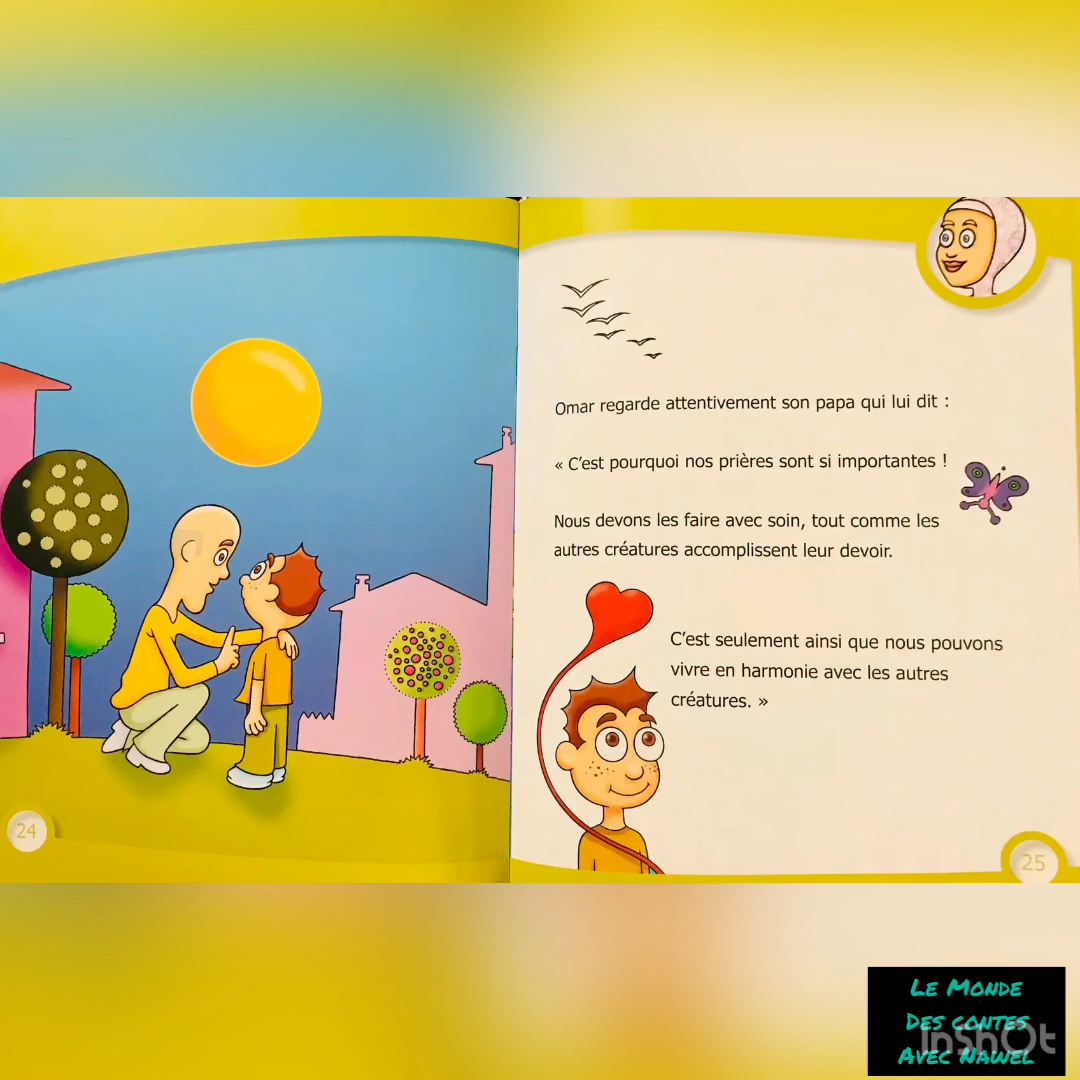 Omar regarde attentivement son papa qui lui dit :
« C'est pourquoi nos prières sont si importantes !
Nous devons les faire avec soin, tout comme les
autres créatures accomplissent leur devoir.
C'est seulement ainsi que nous pouvons
vivre en harmonie avec les autres
créatures. »
24
25
Le Monde
Des contes
Avec Nawel
InShOt